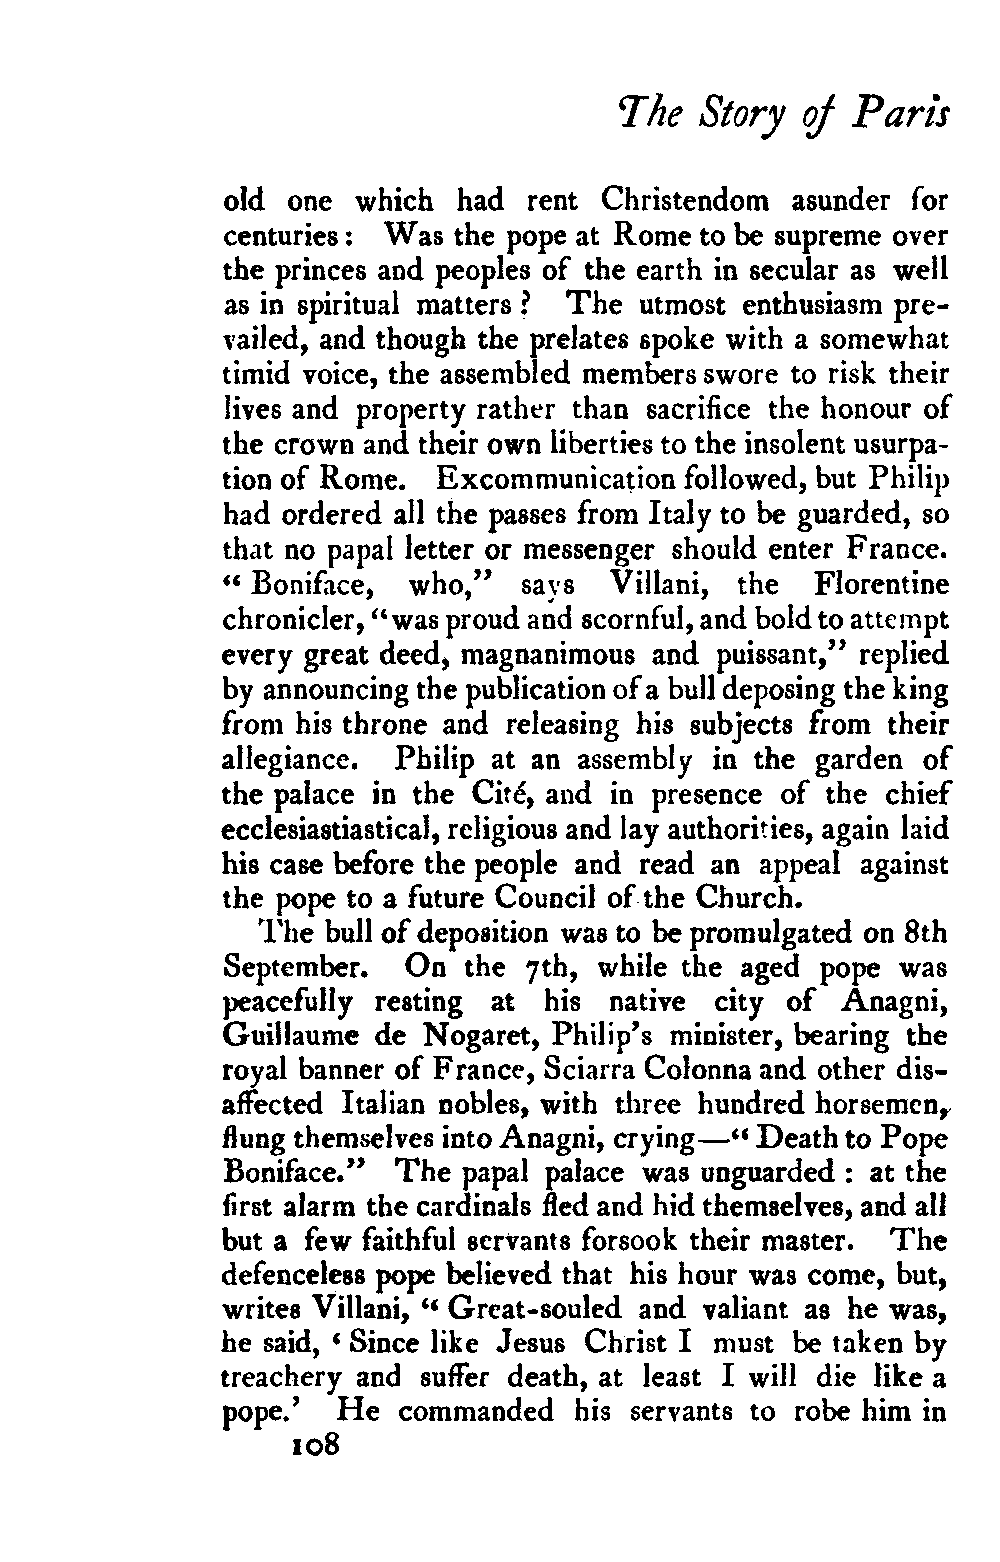 The Story of Paris
old one which had rent Christendom asunder for
centuries: Was the pope at Rome to be supreme over
the princes and peoples of the earth in secular as well
as in spiritual matters? The utmost enthusiasm pre-
vailed, and though the prelates spoke with a somewhat
timid voice, the assembled members swore to risk their
lives and property rather than sacrifice the honour of
the crown and their own liberties to the insolent usurpa-
tion of Rome. Excommunication followed, but Philip
had ordered all the passes from Italy to be guarded, so
that no papal letter or messenger should enter France.
“Boniface, who,” says Villani, the Florentine
chronicler, “was proud and scornful, and bold to attempt
every great deed, magnanimous and puissant,” replied
by announcing the publication of a bull deposing the king
from his throne and releasing his subjects from their
allegiance. Philip at an assembly in the garden of
the palace in the Cité, and in presence of the chief
ecclesiastiastical, religious and lay authorities, again laid
his case before the people and read an appeal against
the pope to a future Council of the Church.
The bull of deposition was to be promulgated on 8th
September. On the 7th, while the aged pope was
peacefully resting at his native city of Anagni,
Guillaume de Nogaret, Philip’s minister, bearing the
royal banner of France, Sciarra Colonna and other dis-
affected Italian nobles, with three hundred horsemen,
flung themselves into Anagni, crying—“Death to Pope
Boniface.” The papal palace was unguarded: at the
first alarm the cardinals fled and hid themselves, and all
but a few faithful servants forsook their master. The
defenceless pope believed that his hour was come, but,
writes Villani, “Great-souled and valiant as he was,
he said, ‘Since like Jesus Christ I must be taken by
treachery and suffer death, at least I will die like a
pope.’ He commanded his servants to robe him in
108